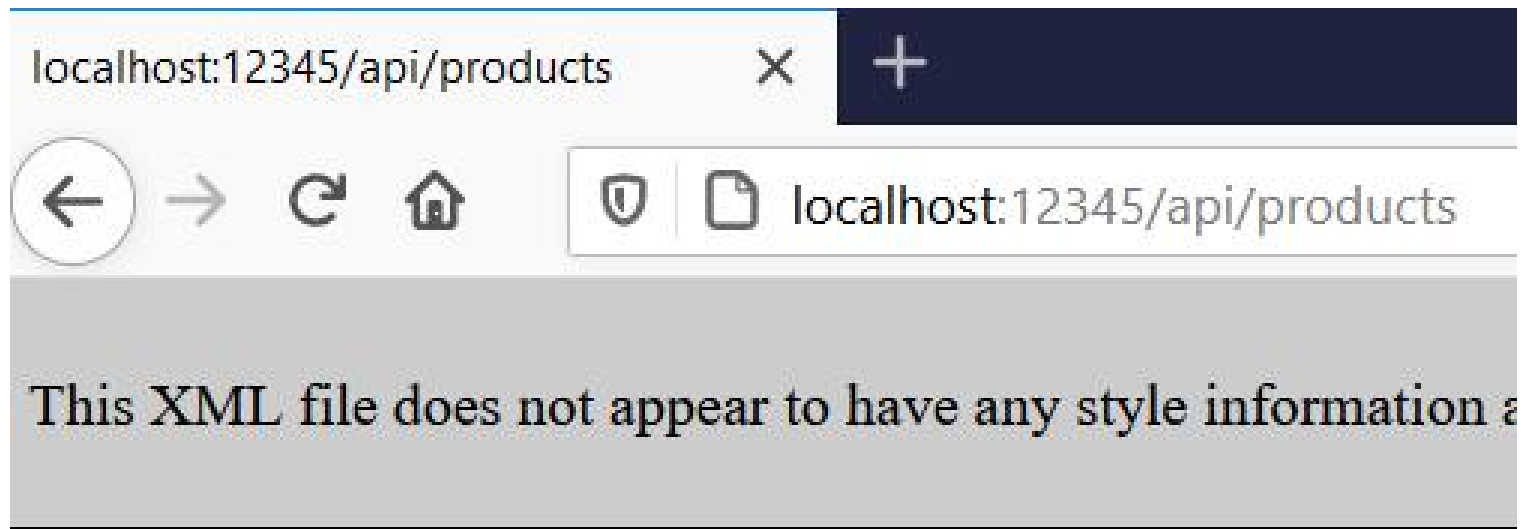 localhost:12345/api/products
localhost:12345/api/products
This XML file does not appear to have any style information a